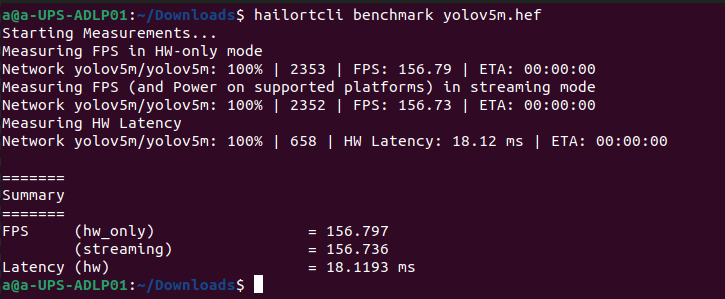 a@a-UPS-ADLP01:~/Downloads$ hailortcli benchmark yolov5m.hef
Starting Measurements...
Measuring FPS in HW-only mode
Network yolov5m/yolov5m: 100% | 2353 | FPS: 156.79 | ETA: 00:00:00
Measuring FPS (and Power on supported platforms) in streaming mode
Network yolov5m/yolov5m: 100% | 2352 | FPS: 156.73 | ETA: 00:00:00
Measuring HW Latency
Network yolov5m/yolov5m: 100% | 658 | HW Latency: 18.12 ms | ETA: 00:00:00
=======
Summary
=======
FPS     (hw_only)                 = 156.797
        (streaming)               = 156.736
Latency (hw)                      = 18.1193 ms
a@a-UPS-ADLP01:~/Downloads$